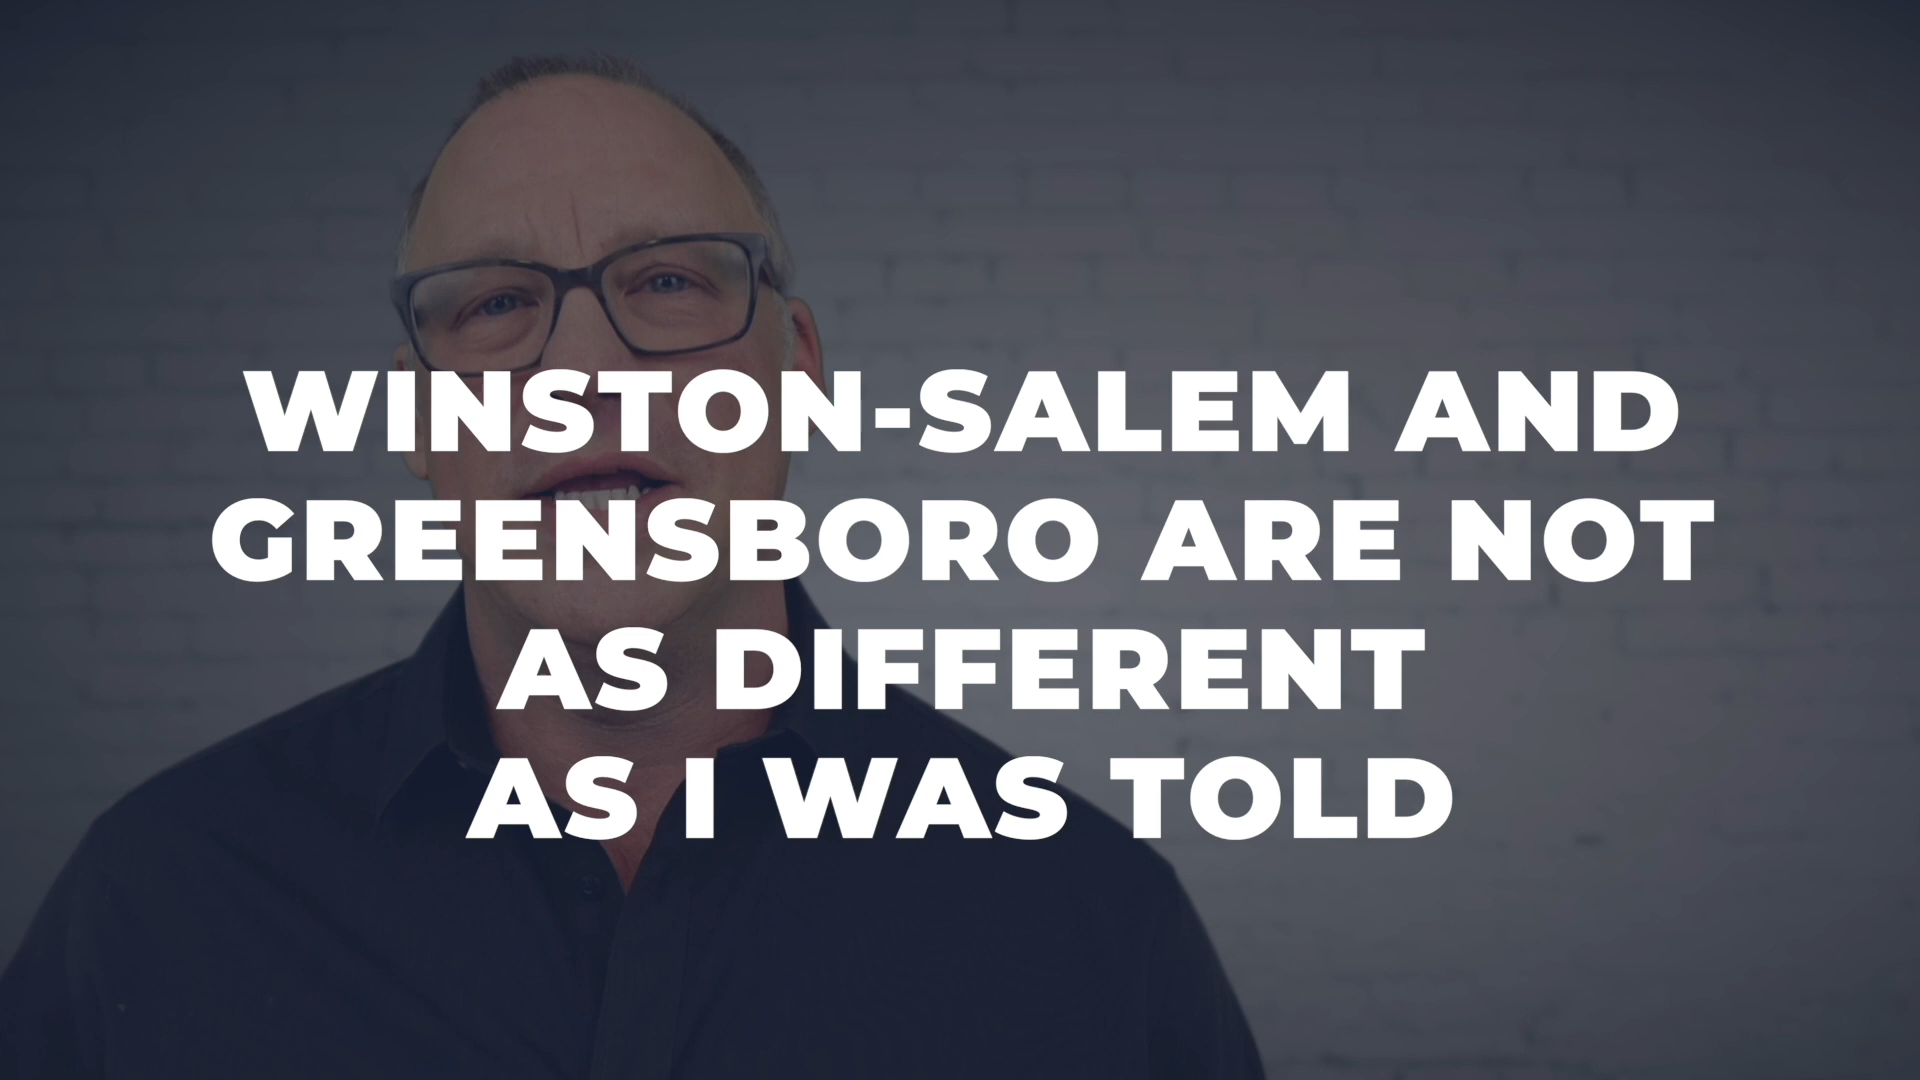 WINSTON-SALEM AND
GREENSBORO ARE NOT
AS DIFFERENT
AS I WAS TOLD